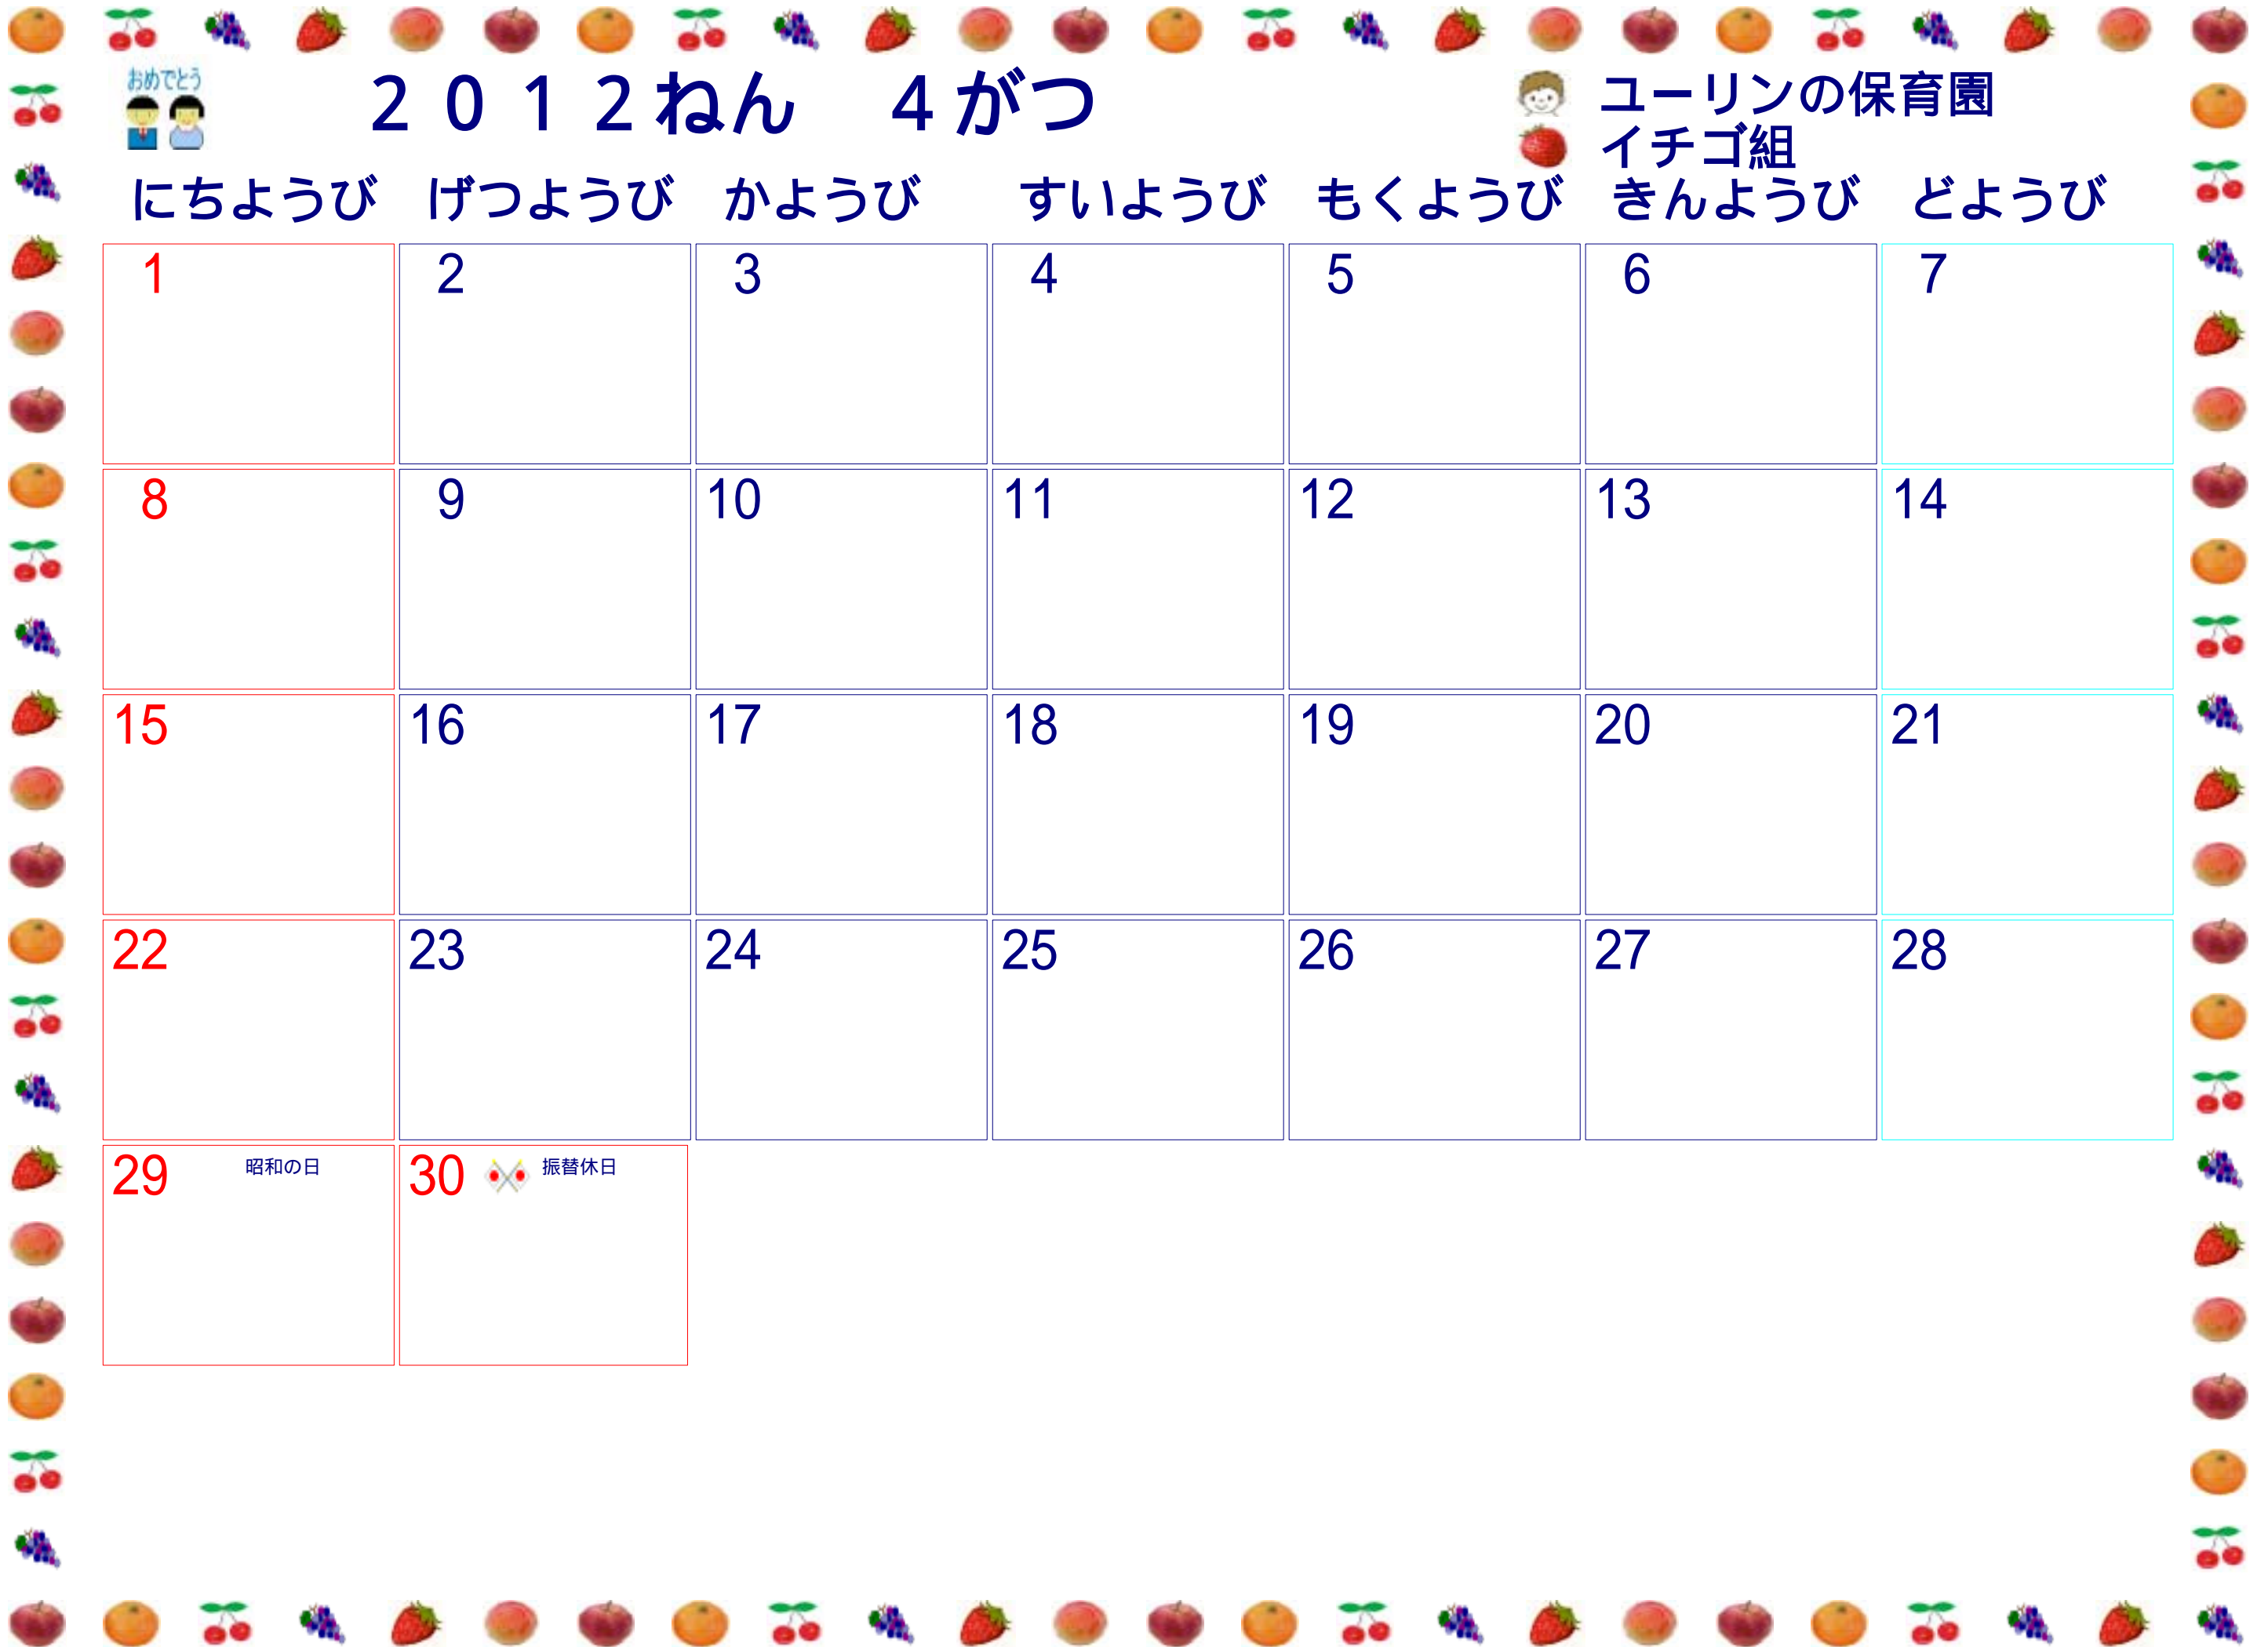 おめでとう
２０１２ねん　４がつ
ユーリンの保育園
イチゴ組
にちようび げつようび かようび すいようび もくようび きんようび どようび
1 2 3 4 5 6 7
8 9 10 11 12 13 14
15 16 17 18 19 20 21
22 23 24 25 26 27 28
29 昭和の日 30 振替休日